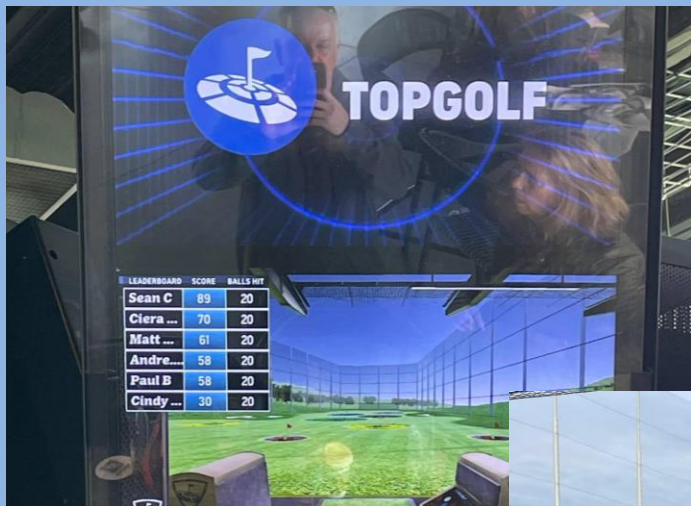 TOPGOLF
LEADERBOARD SCORE BALLS HIT
Sean C 89 20
Ciera ... 70 20
Matt ... 61 20
Andre.... 58 20
Paul B 58 20
Cindy ... 30 20